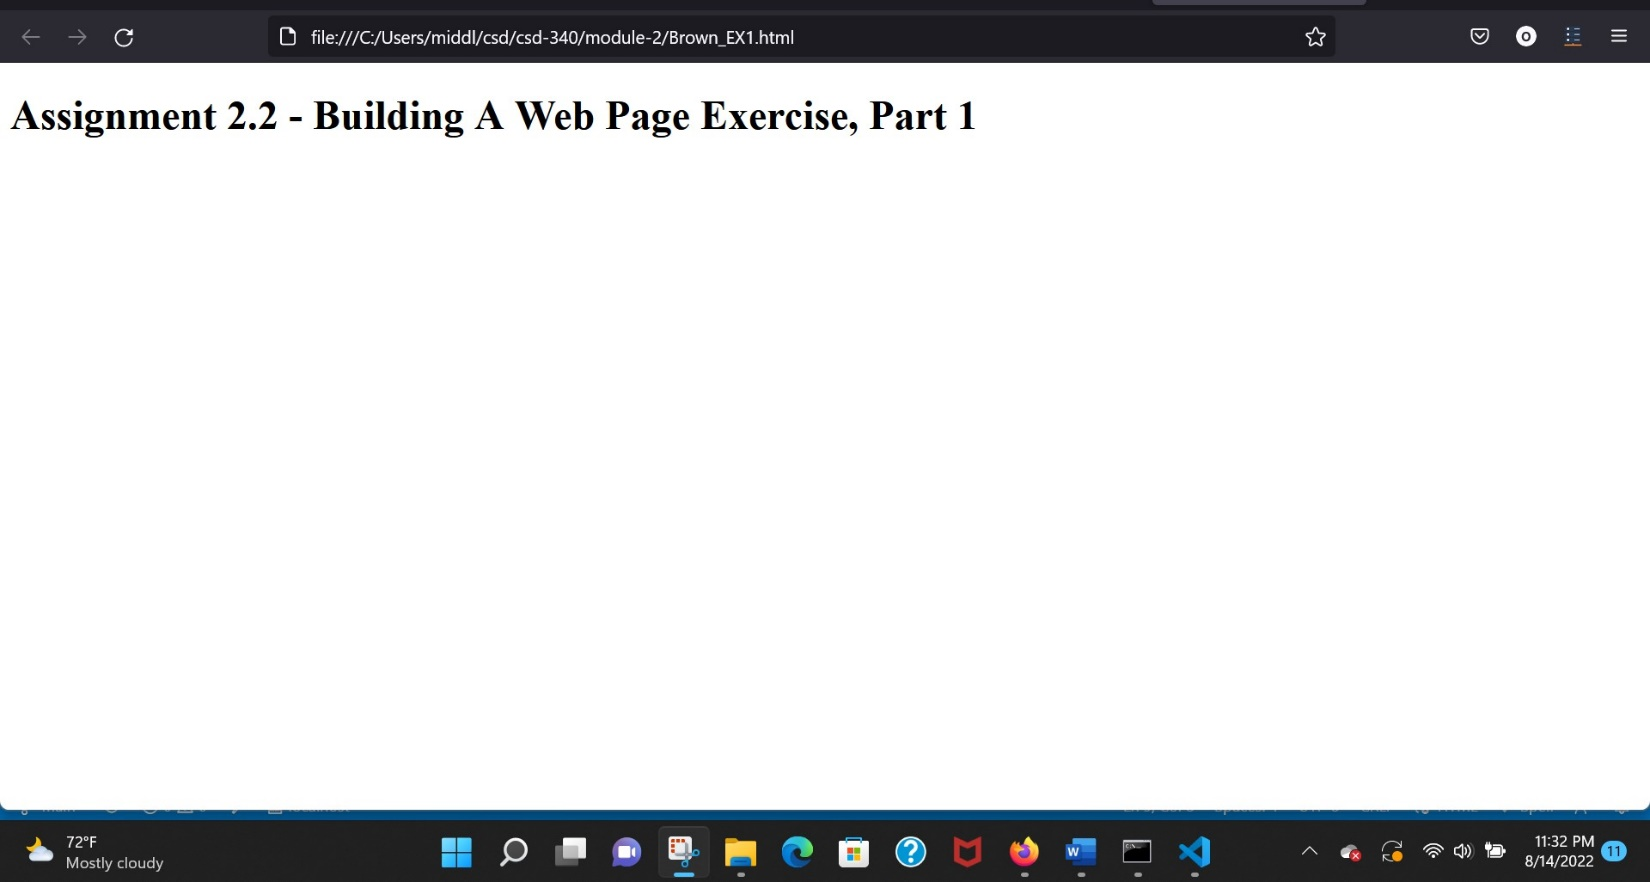 file:///C:/Users/middl/csd/csd-340/module-2/Brown_EX1.html
Assignment 2.2 - Building A Web Page Exercise, Part 1
72°F
Mostly cloudy
11:32 PM
8/14/2022
11